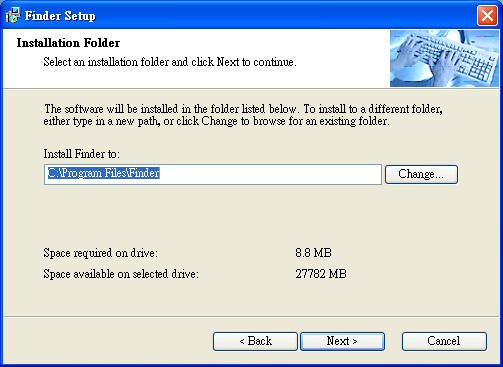 Finder Setup
Installation Folder
Select an installation folder and click Next to continue.
The software will be installed in the folder listed below. To install to a different folder,
either type in a new path, or click Change to browse for an existing folder.
Install Finder to:
C:\Program Files\Finder
Change...
Space required on drive: 8.8 MB
Space available on selected drive: 27782 MB
< Back Next > Cancel